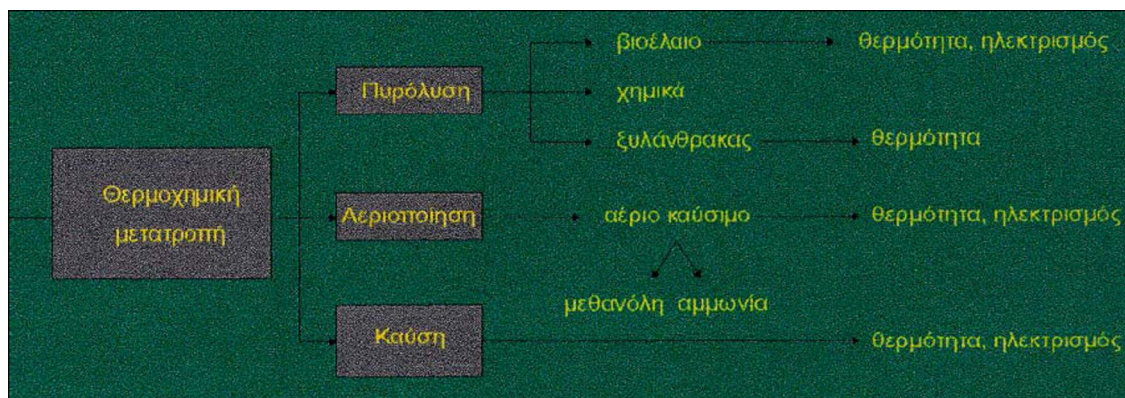 βιοέλαιο θερμότητα, ηλεκτρισμός
Πυρόλυση χημικά
ξυλάνθρακας θερμότητα
Θερμοχημική
μετατροπή
Αεριοποίηση αέριο καύσιμο θερμότητα, ηλεκτρισμός
μεθανόλη αμμωνία
Καύση θερμότητα, ηλεκτρισμός